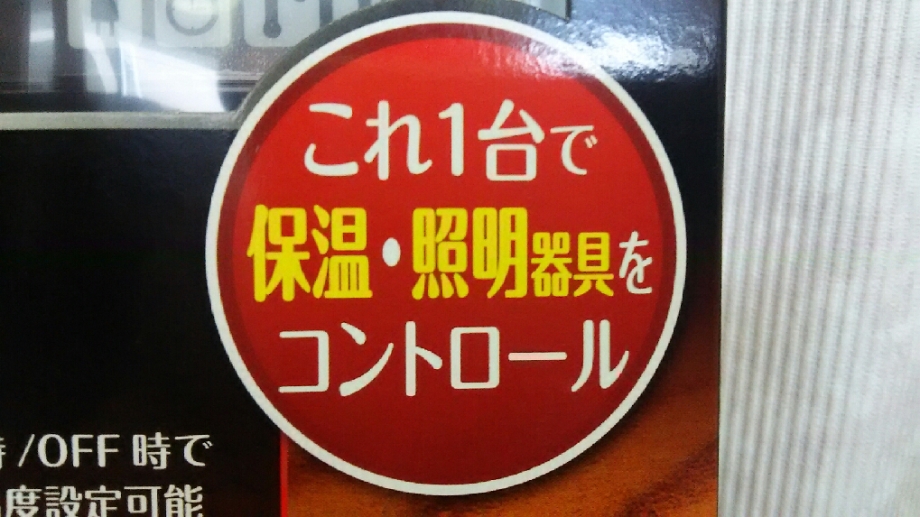 これ1台で
保温・照明器具を
コントロール
/OFF 時で
度設定可能